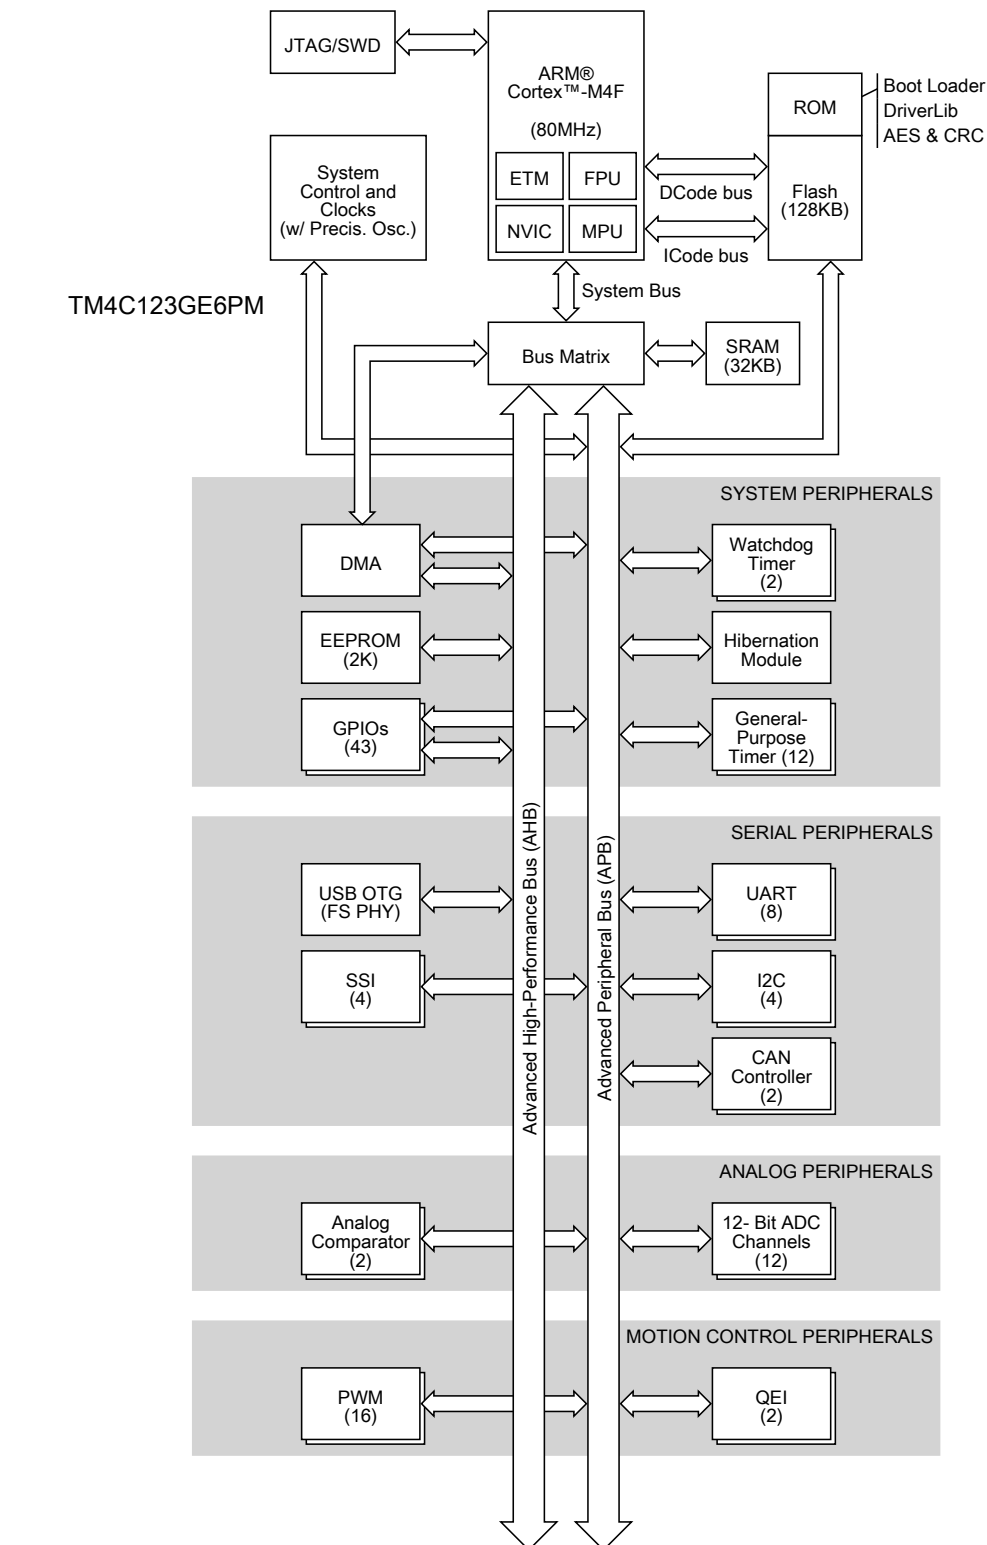 JTAG/SWD
ARM®
Cortex™-M4F
(80MHz)
ETM
FPU
NVIC
MPU
ROM
Boot Loader
DriverLib
AES & CRC
System
Control and
Clocks
(w/ Precis. Osc.)
DCode bus
Flash
(128KB)
ICode bus
TM4C123GE6PM
System Bus
Bus Matrix
SRAM
(32KB)
SYSTEM PERIPHERALS
DMA
Watchdog
Timer
(2)
EEPROM
(2K)
Hibernation
Module
GPIOs
(43)
General-
Purpose
Timer (12)
Advanced High-Performance Bus (AHB)
Advanced Peripheral Bus (APB)
SERIAL PERIPHERALS
USB OTG
(FS PHY)
UART
(8)
SSI
(4)
I2C
(4)
CAN
Controller
(2)
ANALOG PERIPHERALS
Analog
Comparator
(2)
12- Bit ADC
Channels
(12)
MOTION CONTROL PERIPHERALS
PWM
(16)
QEI
(2)